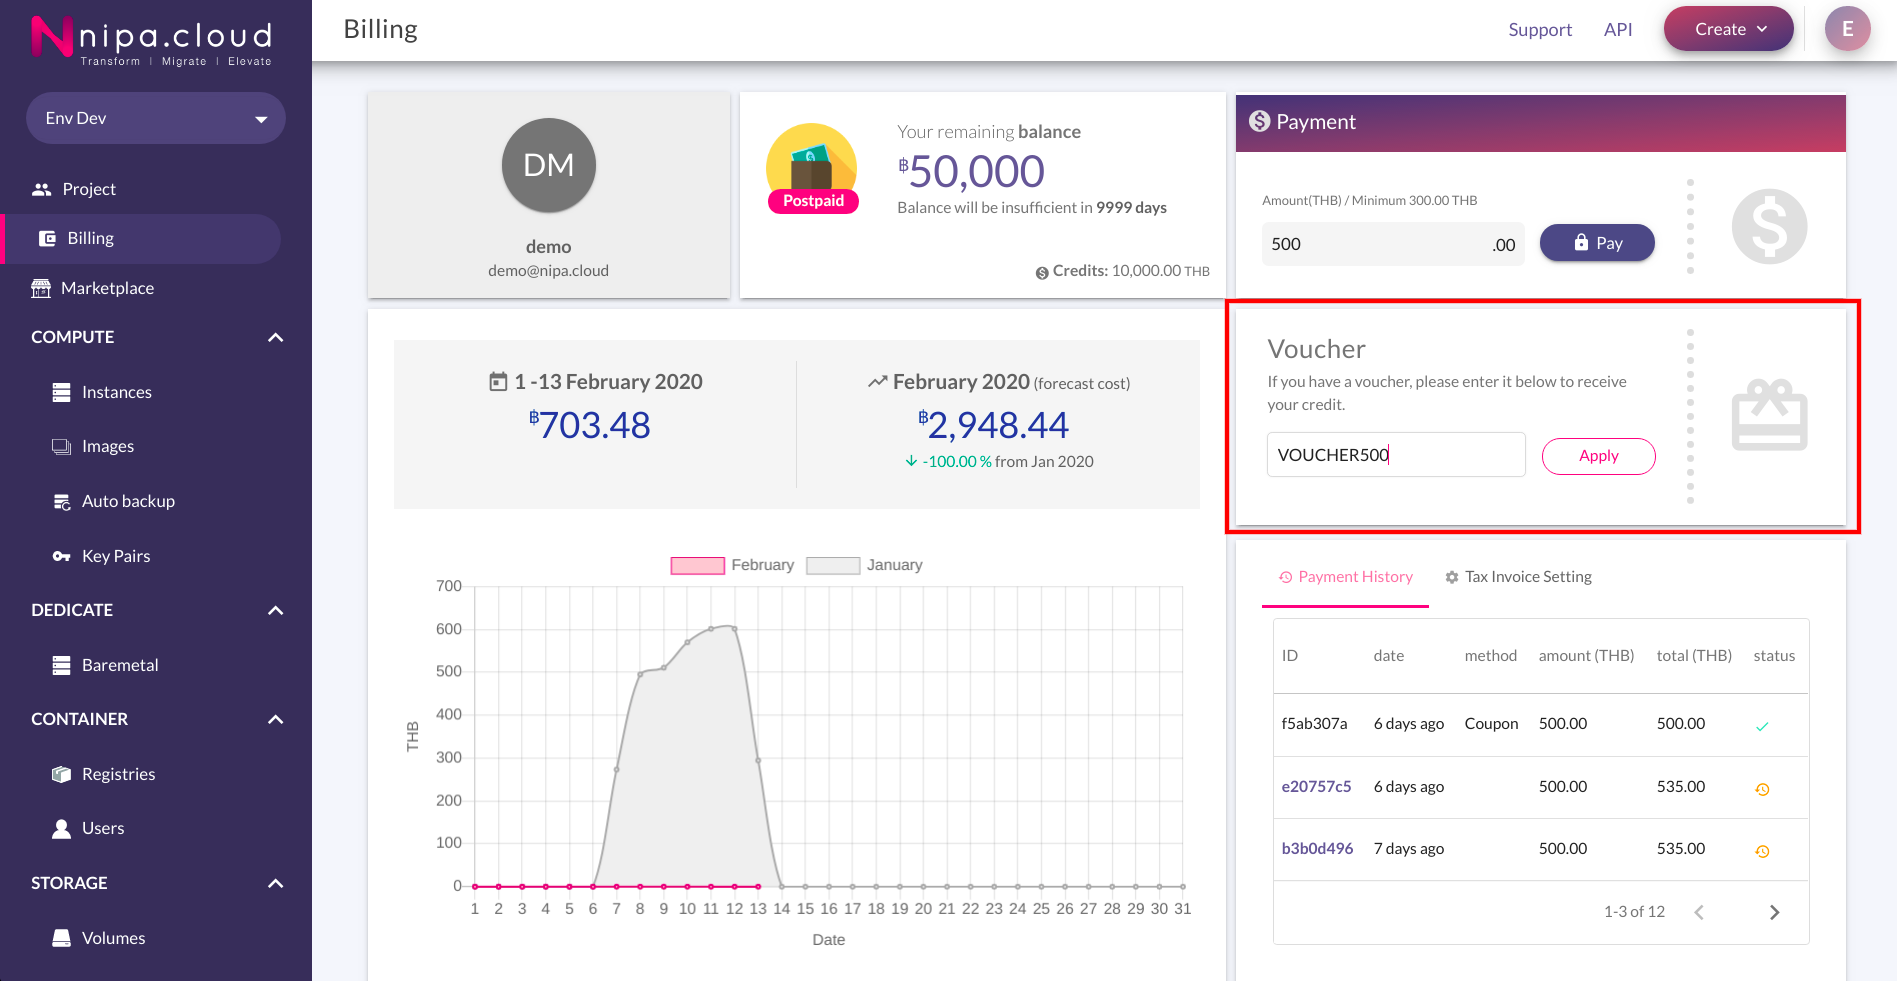 nipa.cloud
Transform | Migrate | Elevate
Env Dev
Project
Billing
Marketplace
COMPUTE
Instances
Images
Auto backup
Key Pairs
DEDICATE
Baremetal
CONTAINER
Registries
Users
STORAGE
Volumes
Billing
Support
API
Create
E
DM
demo
demo@nipa.cloud
Postpaid
Your remaining balance
฿50,000
Balance will be insufficient in 9999 days
Credits: 10,000.00 THB
Payment
Amount(THB) / Minimum 300.00 THB
500 .00
Pay
1 -13 February 2020
฿703.48
February 2020 (forecast cost)
฿2,948.44
-100.00 % from Jan 2020
Voucher
If you have a voucher, please enter it below to receive
your credit.
VOUCHER500
Apply
February January
700
600
500
400
300
200
100
0
THB
1 2 3 4 5 6 7 8 9 10 11 12 13 14 15 16 17 18 19 20 21 22 23 24 25 26 27 28 29 30 31
Date
Payment History
Tax Invoice Setting
ID date method amount (THB) total (THB) status
f5ab307a 6 days ago Coupon 500.00 500.00
e20757c5 6 days ago 500.00 535.00
b3b0d496 7 days ago 500.00 535.00
1-3 of 12